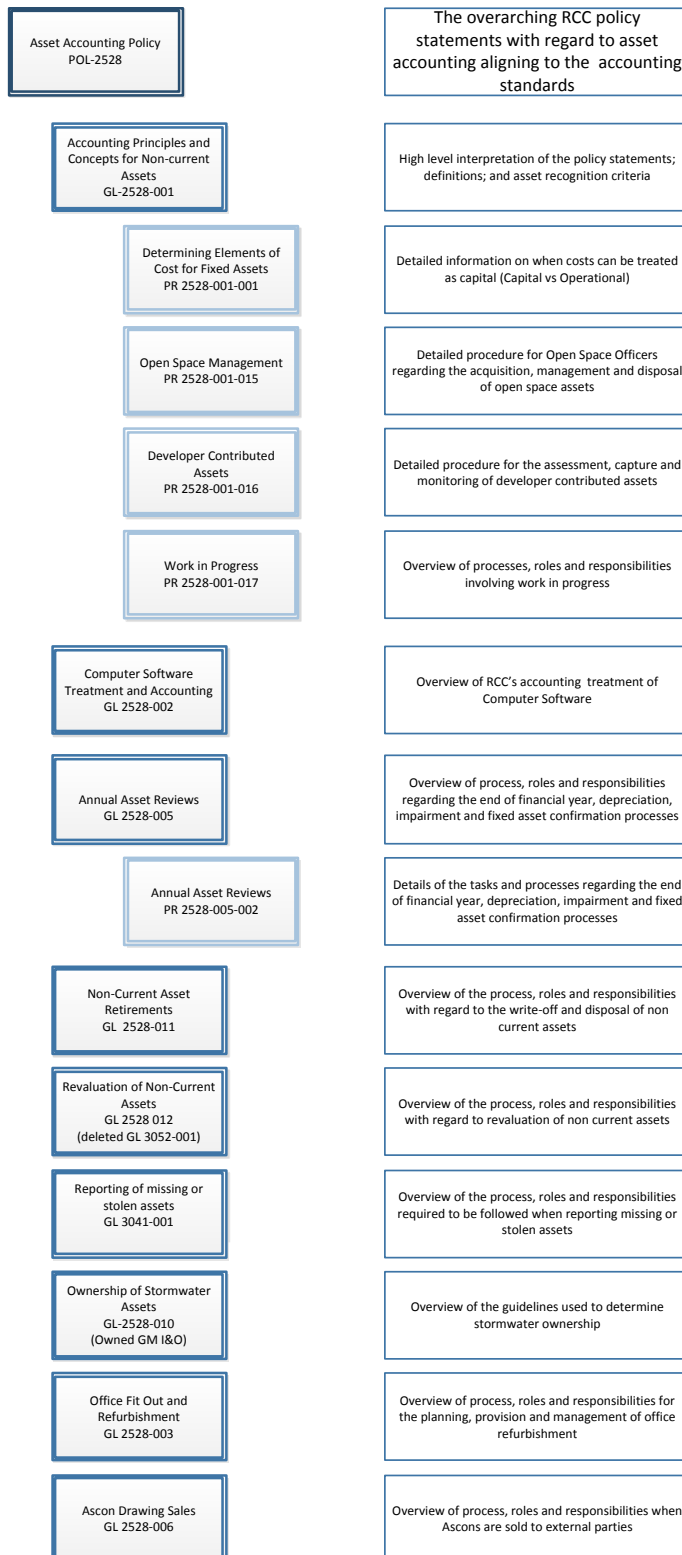 Asset Accounting Policy
POL-2528
The overarching RCC policy
statements with regard to asset
accounting aligning to the accounting
standards
Accounting Principles and
Concepts for Non-current
Assets
GL-2528-001
High level interpretation of the policy statements;
definitions; and asset recognition criteria
Determining Elements of
Cost for Fixed Assets
PR 2528-001-001
Detailed information on when costs can be treated
as capital (Capital vs Operational)
Open Space Management
PR 2528-001-015
Detailed procedure for Open Space Officers
regarding the acquisition, management and disposal
of open space assets
Developer Contributed
Assets
PR 2528-001-016
Detailed procedure for the assessment, capture and
monitoring of developer contributed assets
Work in Progress
PR 2528-001-017
Overview of processes, roles and responsibilities
involving work in progress
Computer Software
Treatment and Accounting
GL 2528-002
Overview of RCC's accounting treatment of
Computer Software
Annual Asset Reviews
GL 2528-005
Overview of process, roles and responsibilities
regarding the end of financial year, depreciation,
impairment and fixed asset confirmation processes
Annual Asset Reviews
PR 2528-005-002
Details of the tasks and processes regarding the end
of financial year, depreciation, impairment and fixed
asset confirmation processes
Non-Current Asset
Retirements
GL 2528-011
Overview of the process, roles and responsibilities
with regard to the write-off and disposal of non
current assets
Revaluation of Non-Current
Assets
GL 2528 012
(deleted GL 3052-001)
Overview of the process, roles and responsibilities
with regard to revaluation of non current assets
Reporting of missing or
stolen assets
GL 3041-001
Overview of the process, roles and responsibilities
required to be followed when reporting missing or
stolen assets
Ownership of Stormwater
Assets
GL-2528-010
(Owned GM I&O)
Overview of the guidelines used to determine
stormwater ownership
Office Fit Out and
Refurbishment
GL 2528-003
Overview of process, roles and responsibilities for
the planning, provision and management of office
refurbishment
Ascon Drawing Sales
GL 2528-006
Overview of process, roles and responsibilities when
Ascons are sold to external parties